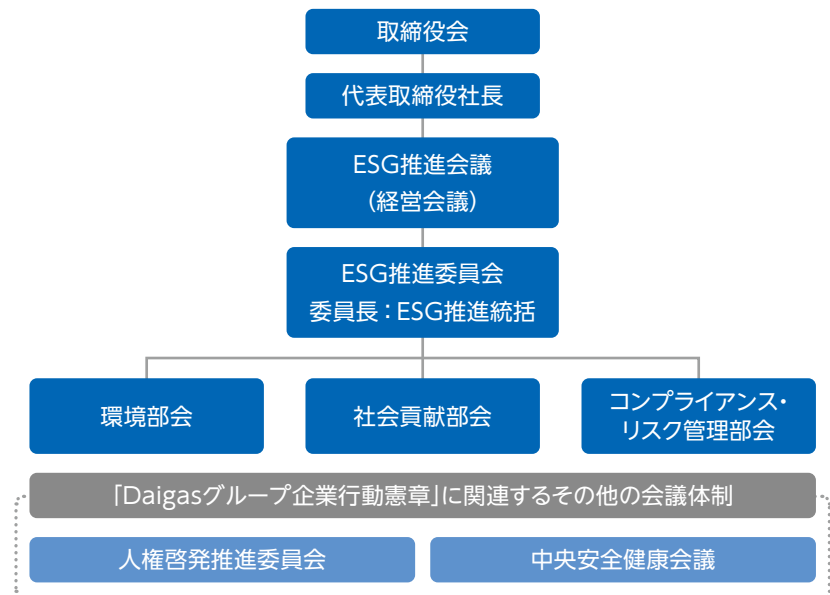 取締役会
代表取締役社長
ESG推進会議
（経営会議）
ESG推進委員会
委員長：ESG推進統括
環境部会
社会貢献部会
コンプライアンス・
リスク管理部会
「Daigasグループ企業行動憲章」に関連するその他の会議体制
人権啓発推進委員会
中央安全健康会議